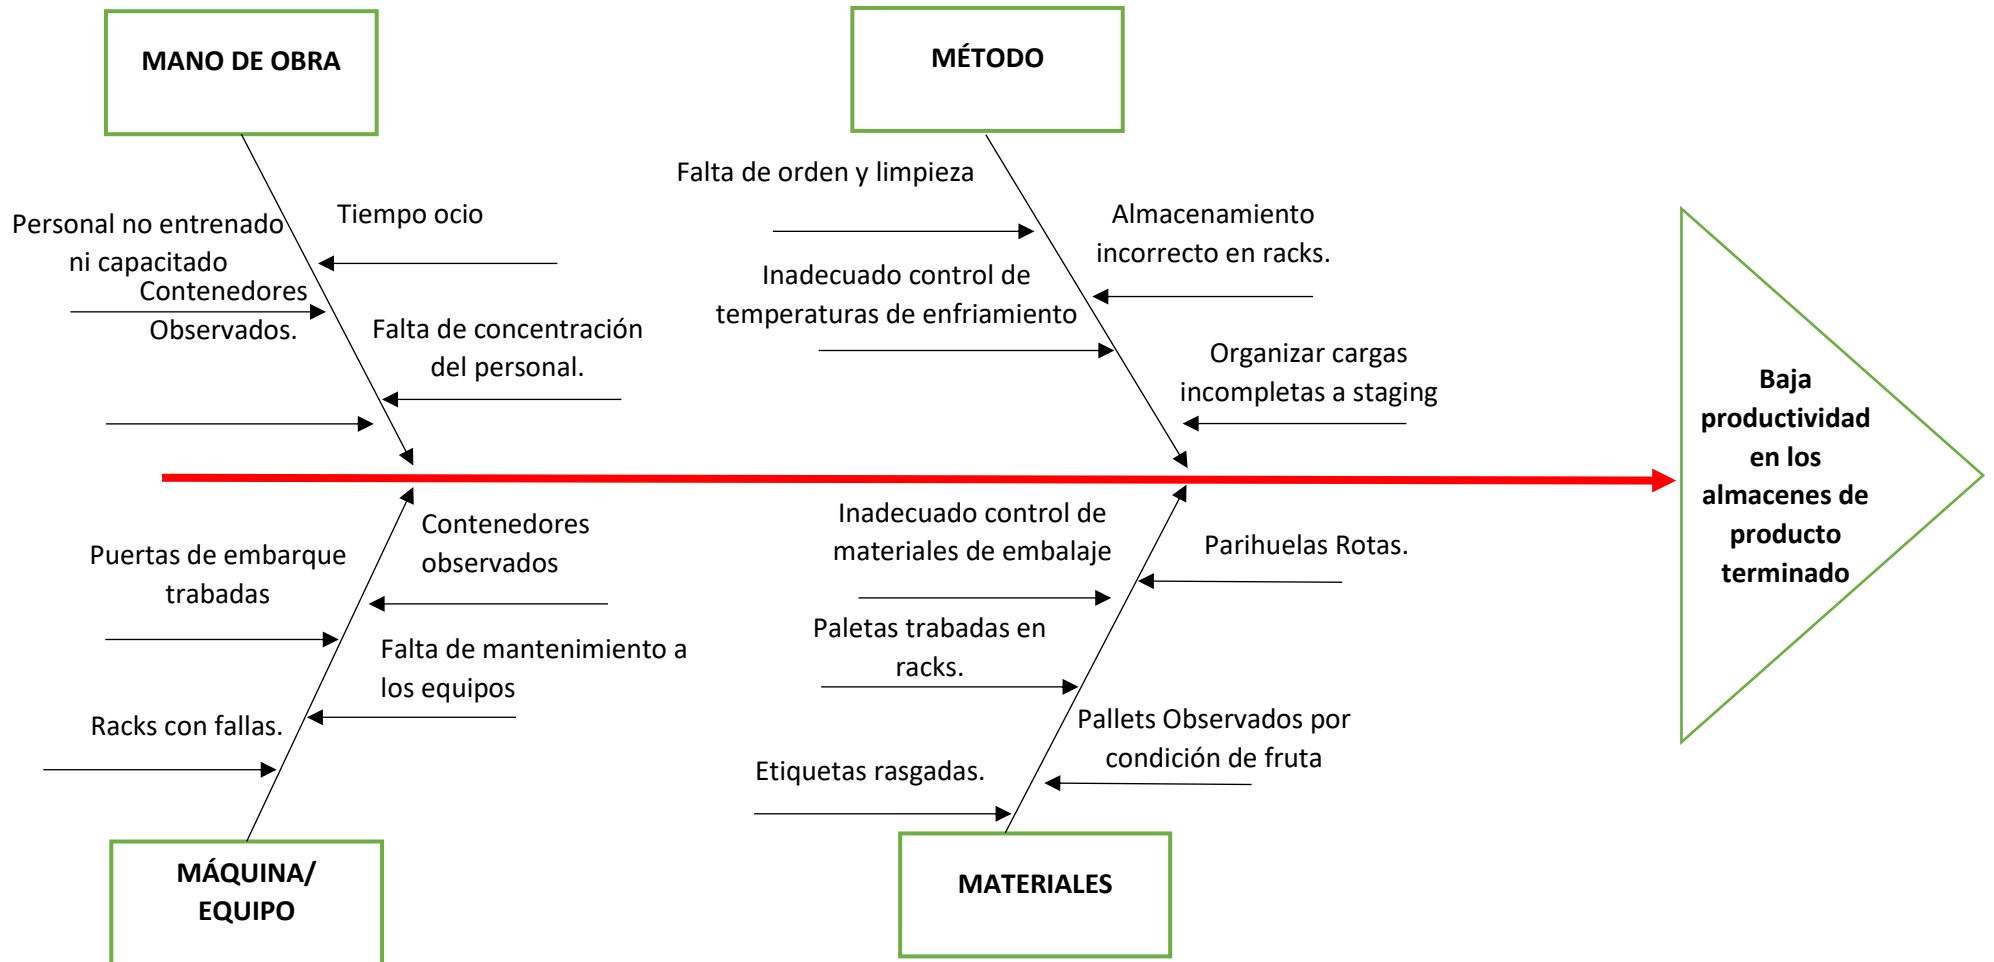 MANO DE OBRA
MÉTODO
Falta de orden y limpieza
Personal no entrenado
ni capacitado
Tiempo ocio
Almacenamiento
incorrecto en racks.
Contenedores
Observados.
Inadecuado control de
temperaturas de enfriamiento
Falta de concentración
del personal.
Organizar cargas
incompletas a staging
Baja
productividad
en los
almacenes de
producto
terminado
Contenedores
observados
Inadecuado control de
materiales de embalaje
Parihuelas Rotas.
Puertas de embarque
trabadas
Falta de mantenimiento a
los equipos
Paletas trabadas en
racks.
Racks con fallas.
Pallets Observados por
condición de fruta
Etiquetas rasgadas.
MÁQUINA/
EQUIPO
MATERIALES